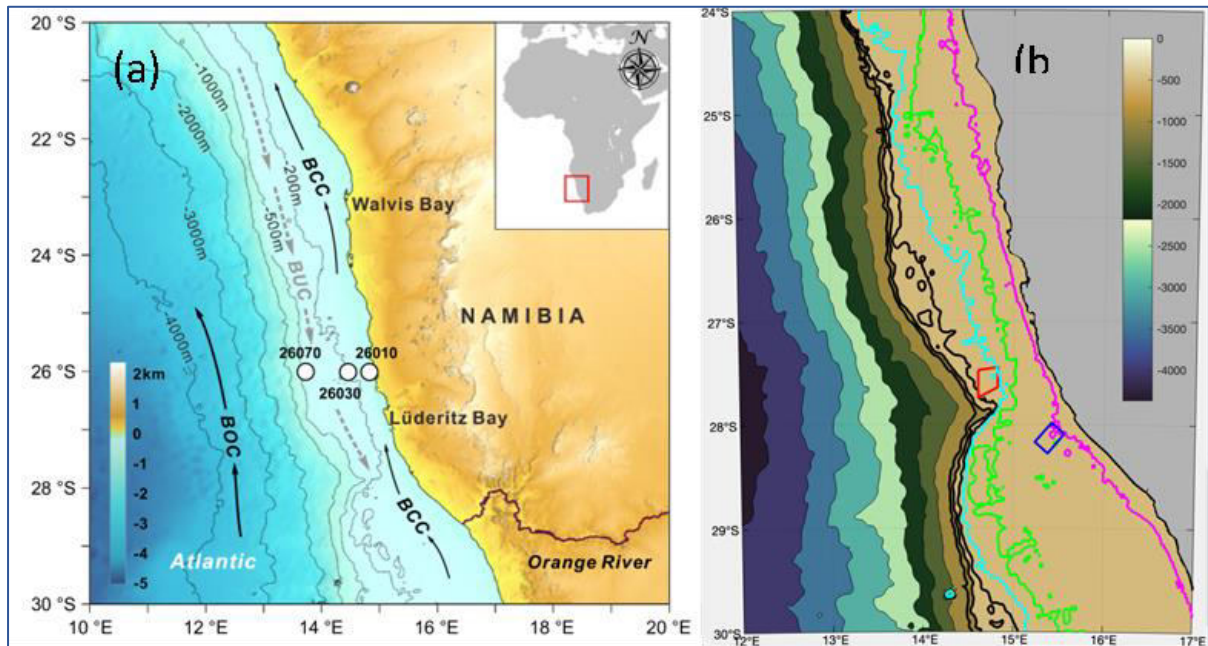 (a)
20 °S
22 °S
24 °S
26 °S
28 °S
30 °S
10 °E
12 °E
14 °E
16 °E
18 °E
20 °E
-1000m
-2000m
-3000m
-4000m
-500m
-200m
BCC
BUC
BOC
BCC
N
Walvis Bay
NAMIBIA
26070
26010
26030
Lüderitz Bay
Atlantic
Orange River
2km
1
0
-1
-2
-3
-4
-5
(b
24°S
25°S
26°S
27°S
28°S
29°S
30°S
12°E
13°E
14°E
15°E
16°E
17°E
0
-500
-1000
-1500
-2000
-2500
-3000
-3500
-4000